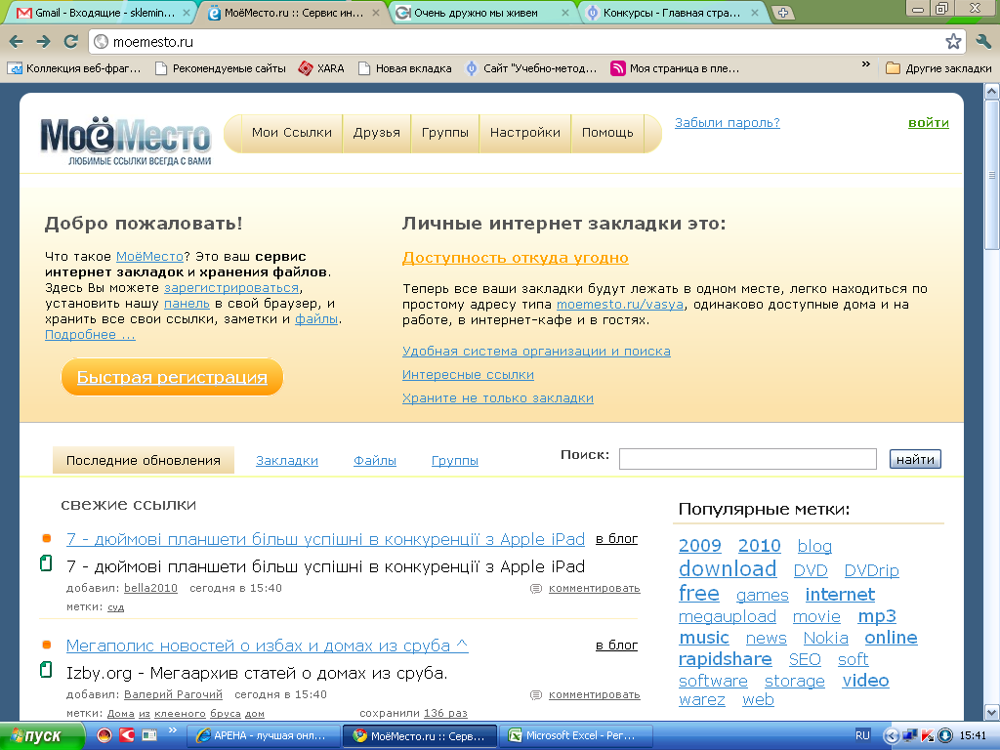 Gmail - Входящие - sklemin...
МоёМесто.ru :: Сервис ин...
Очень дружно мы живем
Конкурсы - Главная стра...
moemesto.ru
Коллекция веб-фраг...
Рекомендуемые сайты
XARA
Новая вкладка
Сайт "Учебно-метод...
Моя страница в пле...
»
Другие закладки
МоёМесто
ЛЮБИМЫЕ ССЫЛКИ ВСЕГДА С ВАМИ
Мои Ссылки
Друзья
Группы
Настройки
Помощь
Забыли пароль?
войти
Добро пожаловать!
Что такое МоёМесто? Это ваш сервис
интернет закладок и хранения файлов.
Здесь Вы можете зарегистрироваться,
установить нашу панель в свой браузер, и
хранить все свои ссылки, заметки и файлы.
Подробнее ...
Быстрая регистрация
Личные интернет закладки это:
Доступность откуда угодно
Теперь все ваши закладки будут лежать в одном месте, легко находиться по
простому адресу типа moemesto.ru/vasya, одинаково доступные дома и на
работе, в интернет-кафе и в гостях.
Удобная система организации и поиска
Интересные ссылки
Храните не только закладки
Последние обновления
Закладки
Файлы
Группы
Поиск:
найти
свежие ссылки
7 - дюймові планшети більш успішні в конкуренції з Apple iPad
в блог
7 - дюймові планшети більш успішні в конкуренції з Apple iPad
добавил: bella2010 сегодня в 15:40
комментировать
метки: суд
Мегаполис новостей о избах и домах из сруба ^
в блог
Izby.org - Мегаархив статей о домах из сруба.
добавил: Валерий Рагочий сегодня в 15:40
комментировать
метки: Дома из клееного бруса дом
сохранили 136 раз
Популярные метки:
2009 2010 blog
download DVD DVDrip
free games internet
megaupload movie mp3
music news Nokia online
rapidshare SEO soft
software storage video
warez web
пуск
»
АРЕНА - лучшая онл...
МоёМесто.ru :: Серв...
Microsoft Excel - Рег...
RU
15:41